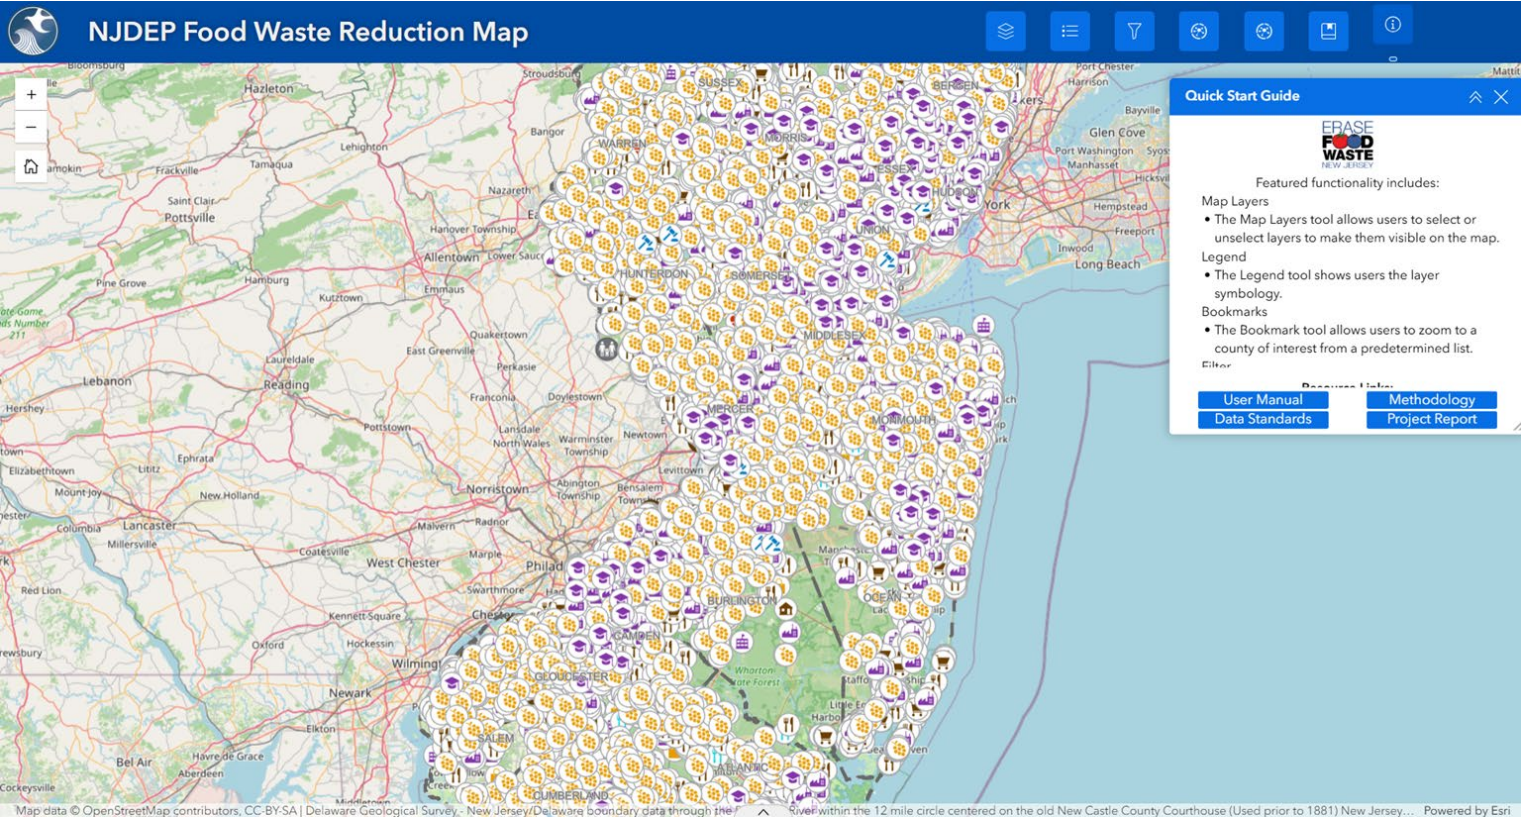 NJDEP Food Waste Reduction Map
Quick Start Guide
ERASE
FOOD
WASTE
NEW JERSEY
Featured functionality includes:
Map Layers
• The Map Layers tool allows users to select or
unselect layers to make them visible on the map.
Legend
• The Legend tool shows users the layer
symbology.
Bookmarks
• The Bookmark tool allows users to zoom to a
county of interest from a predetermined list.
Filter
Resource Links:
User Manual
Methodology
Data Standards
Project Report
+
−
Bloomsburg
Hazleton
Stroudsburg
SUSSEX
BERGEN
Port Chester
Harrison
Bayville
Glen Cove
Port Washington
Manhasset
Hempstead
Freeport
Inwood
Long Beach
York
Lehighton
Bangor
WARREN
MORRIS
ESSEX
HUDSON
Tamaqua
Frackville
Saint Clair
Pottsville
Nazareth
Hanover Township
UNION
Allentown
Pine Grove
Hamburg
Kutztown
Emmaus
HUNTERDON
SOMERSET
211
Quakertown
East Greenville
Perkasie
MIDDLESEX
Laureldale
Reading
Lebanon
Hershey
Franconia
Doylestown
MERCER
MONMOUTH
Pottstown
Lansdale
North Wales
Warminster
Township
Newtown
Ephrata
Elizabethtown
Lititz
Mount Joy
New Holland
Norristown
Abington
Township
Bensalem
Levittown
Columbia
Lancaster
Millersville
Malvern
Radnor
Coatesville
West Chester
Marple
Swarthmore
Red Lion
BURLINGTON
OCEAN
Kennett Square
Oxford
Hockessin
CAMDEN
GLOUCESTER
Wharton
State Forest
Newark
Elkton
SALEM
Bel Air
Havre de Grace
Aberdeen
ATLANTIC
CUMBERLAND
Cockeysville
Middletown
Map data © OpenStreetMap contributors, CC-BY-SA | Delaware Geological Survey - New Jersey/Delaware boundary data through the
River within the 12 mile circle centered on the old New Castle County Courthouse (Used prior to 1881) New Jersey...
Powered by Esri